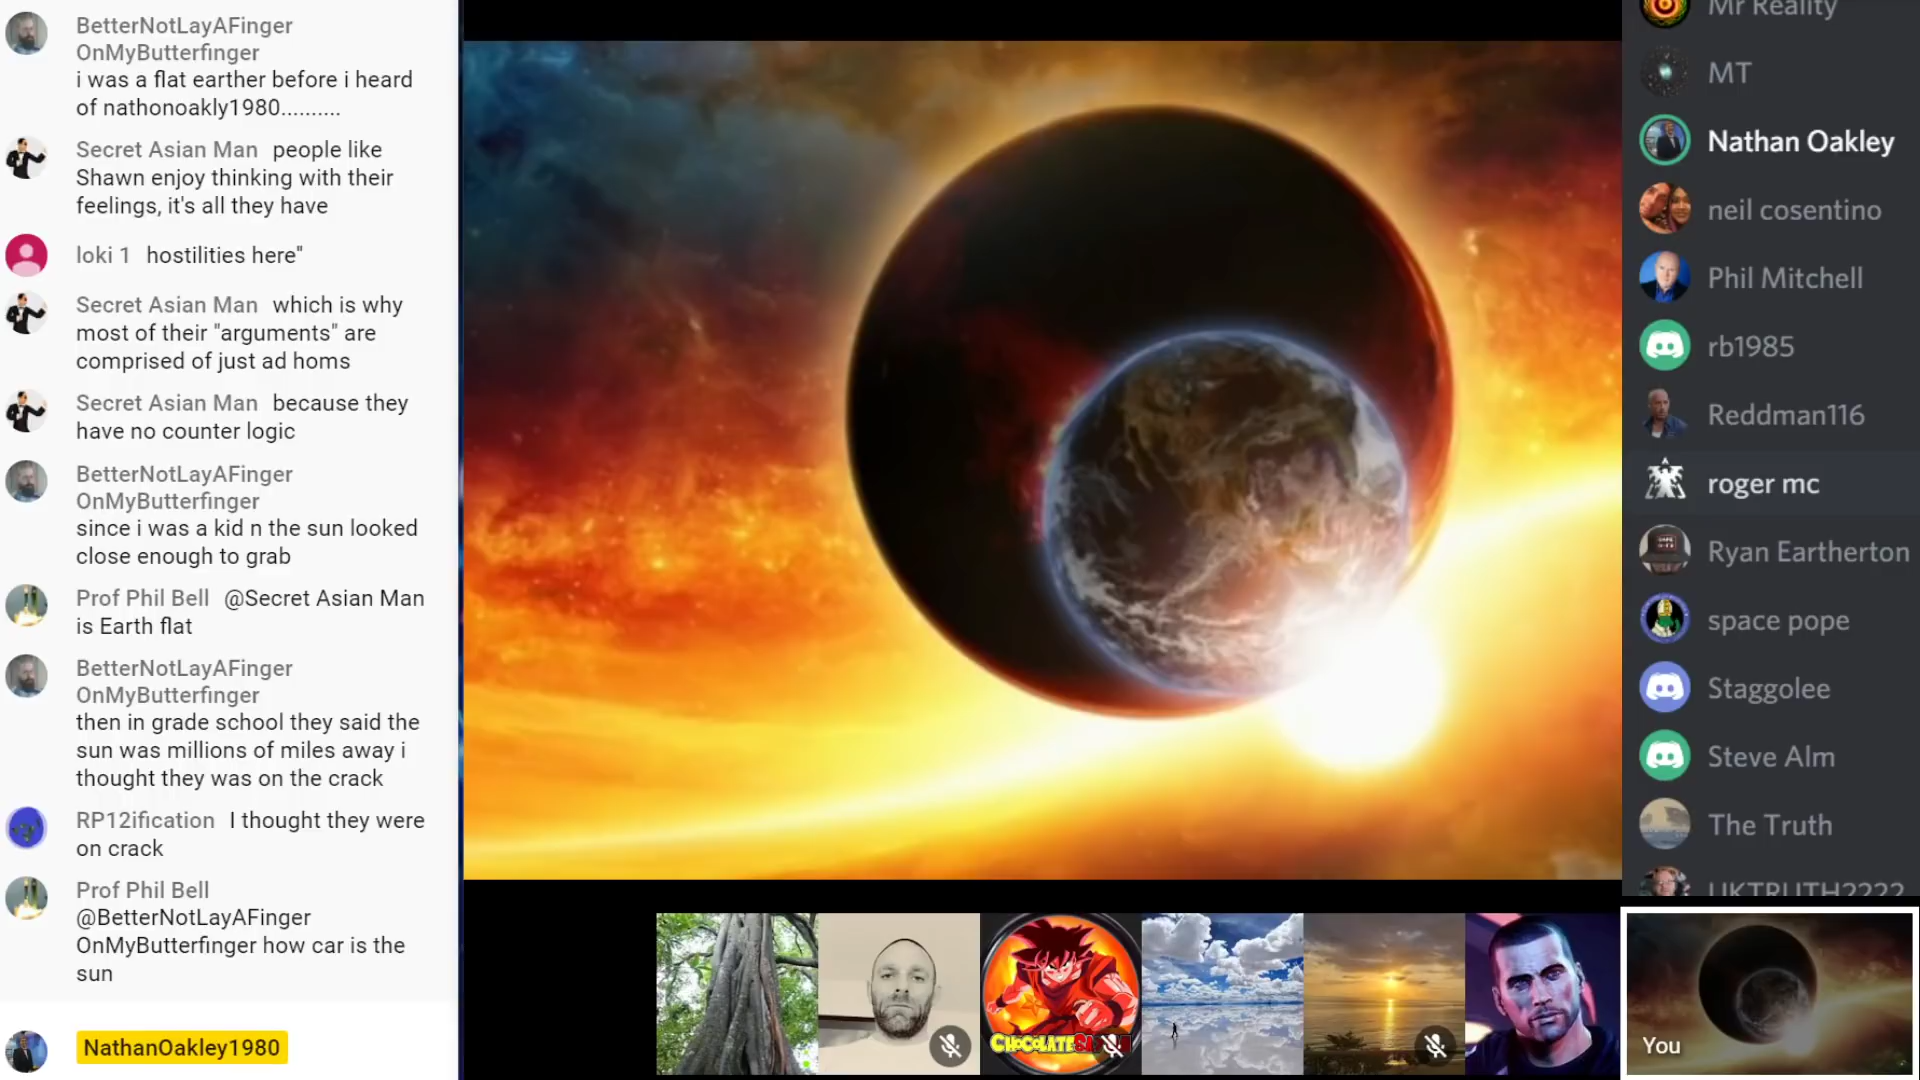 BetterNotLayAFinger
OnMyButterfinger
i was a flat earther before i heard
of nathonoakly1980..........
Secret Asian Man people like
Shawn enjoy thinking with their
feelings, it's all they have
loki 1 hostilities here"
Secret Asian Man which is why
most of their "arguments" are
comprised of just ad homs
Secret Asian Man because they
have no counter logic
BetterNotLayAFinger
OnMyButterfinger
since i was a kid n the sun looked
close enough to grab
Prof Phil Bell @Secret Asian Man
is Earth flat
BetterNotLayAFinger
OnMyButterfinger
then in grade school they said the
sun was millions of miles away i
thought they was on the crack
RP12ification I thought they were
on crack
Prof Phil Bell
@BetterNotLayAFinger
OnMyButterfinger how car is the
sun
NathanOakley1980
Mr Reality
MT
Nathan Oakley
neil cosentino
Phil Mitchell
rb1985
Reddman116
roger mc
Ryan Eartherton
space pope
Staggolee
Steve Alm
The Truth
UKTRUTH2222
You